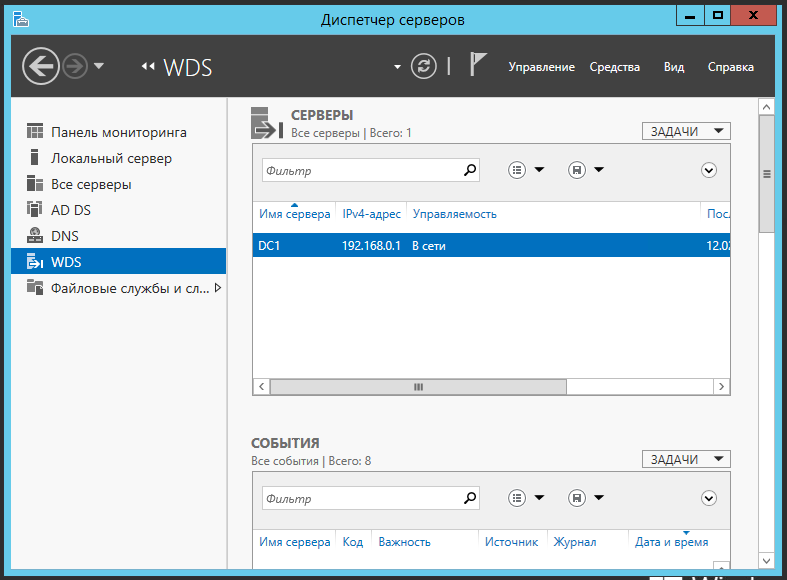 Диспетчер серверов
WDS
Управление Средства Вид Справка
Панель мониторинга
Локальный сервер
Все серверы
AD DS
DNS
WDS
Файловые службы и сл...
СЕРВЕРЫ
Все серверы | Всего: 1
ЗАДАЧИ
Фильтр
Имя сервера IPv4-адрес Управляемость Пос
DC1 192.168.0.1 В сети 12.02
СОБЫТИЯ
Все события | Всего: 8
ЗАДАЧИ
Фильтр
Имя сервера Код Важность Источник Журнал Дата и время